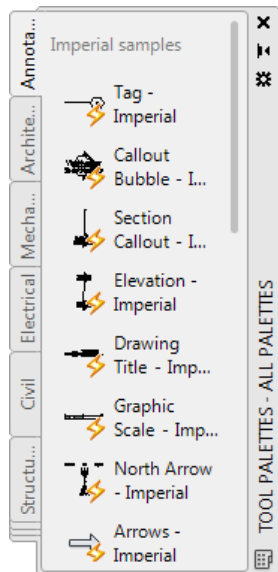 Annota...
Archite...
Mecha...
Electrical
Civil
Structu...
Imperial samples
Tag -
Imperial
Callout
Bubble - I...
Section
Callout - I...
Elevation -
Imperial
Drawing
Title - Imp...
Graphic
Scale - Imp...
North Arrow
- Imperial
Arrows -
Imperial
TOOL PALETTES - ALL PALETTES